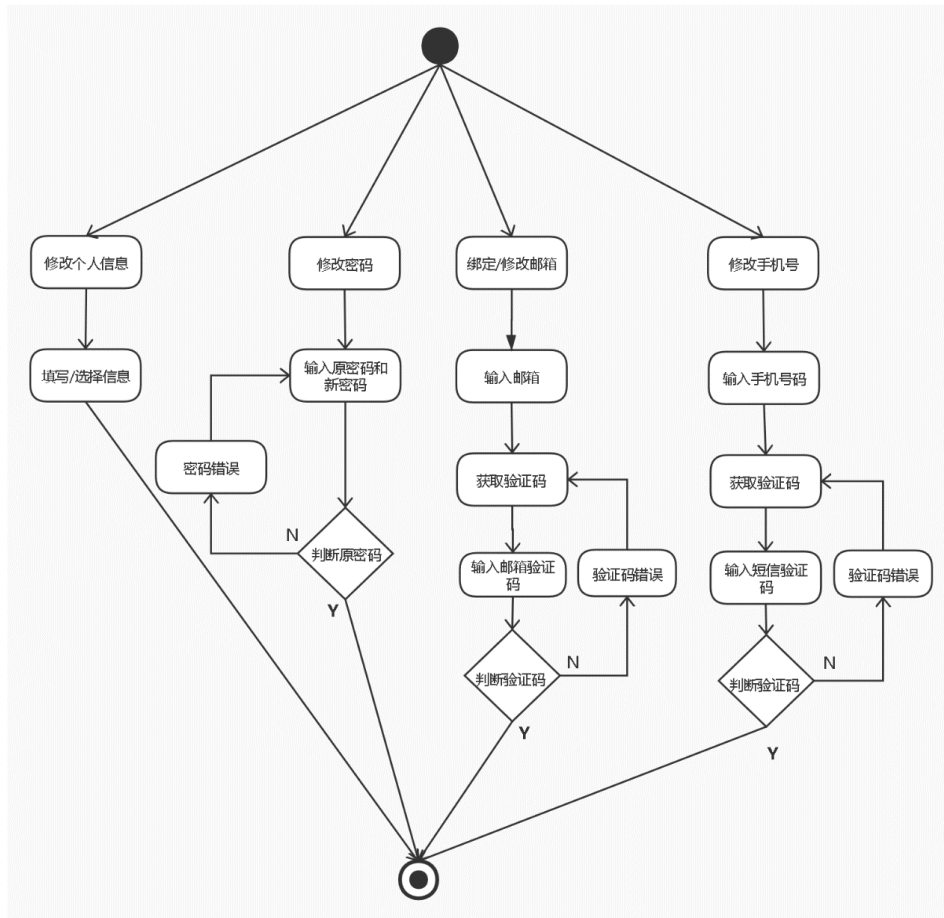 修改个人信息
修改密码
绑定/修改邮箱
修改手机号
填写/选择信息
输入原密码和
新密码
输入邮箱
输入手机号码
密码错误
获取验证码
获取验证码
N
判断原密码
Y
输入邮箱验证
码
验证码错误
输入短信验证
码
验证码错误
判断验证码
N
Y
判断验证码
N
Y